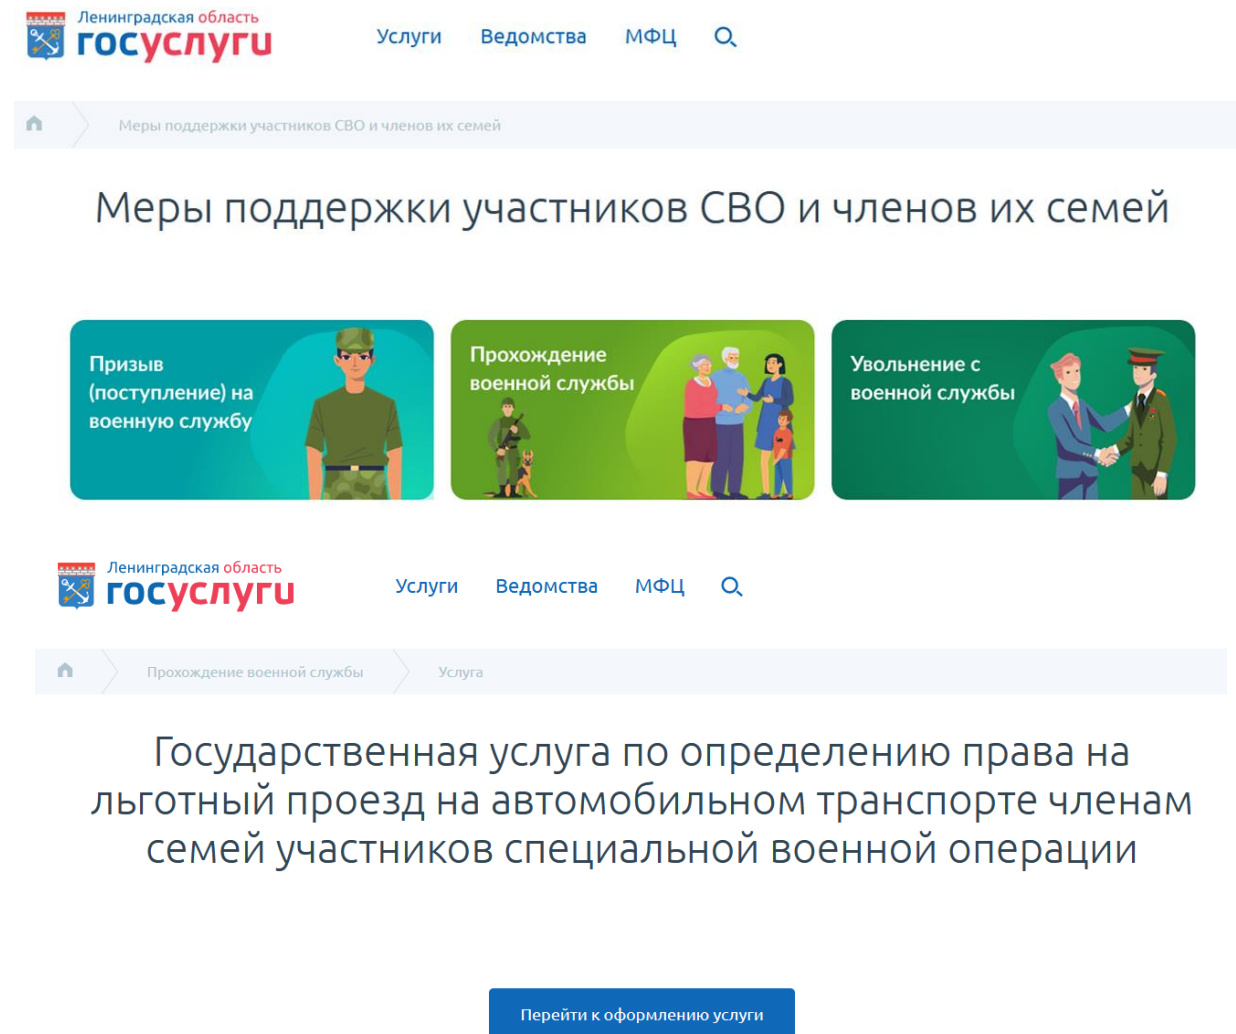 Ленинградская область
госуслуги
Услуги Ведомства МФЦ
Меры поддержки участников СВО и членов их семей
Меры поддержки участников СВО и членов их семей
Призыв
(поступление) на
военную службу
Прохождение
военной службы
Увольнение с
военной службы
Ленинградская область
госуслуги
Услуги Ведомства МФЦ
Прохождение военной службы Услуга
Государственная услуга по определению права на
льготный проезд на автомобильном транспорте членам
семей участников специальной военной операции
Перейти к оформлению услуги